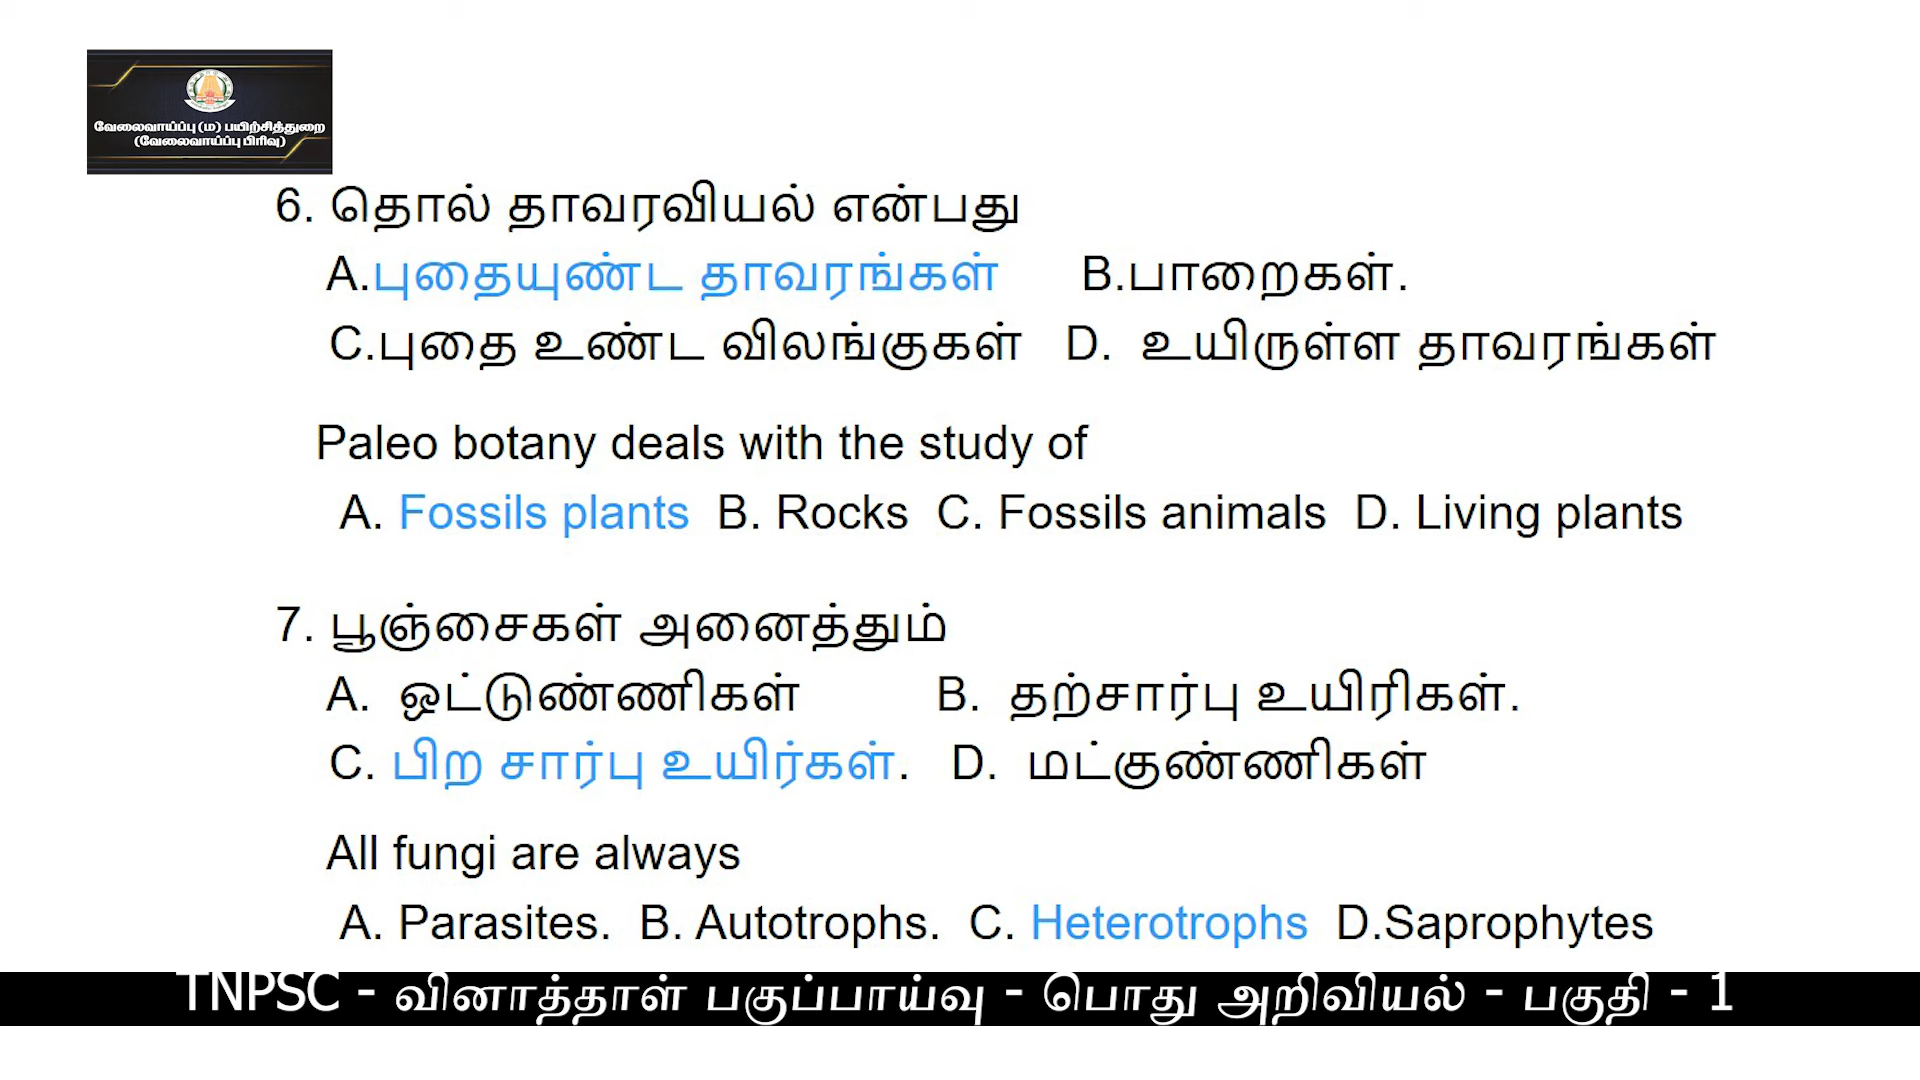 வேலைவாய்ப்பு (ம) பயிற்சித்துறை
(வேலைவாய்ப்பு பிரிவு)
6. தொல் தாவரவியல் என்பது
A.புதையுண்ட தாவரங்கள் B.பாறைகள்.
C.புதை உண்ட விலங்குகள் D. உயிருள்ள தாவரங்கள்
Paleo botany deals with the study of
A. Fossils plants B. Rocks C. Fossils animals D. Living plants
7. பூஞ்சைகள் அனைத்தும்
A. ஒட்டுண்ணிகள் B. தற்சார்பு உயிரிகள்.
C. பிற சார்பு உயிர்கள். D. மட்குண்ணிகள்
All fungi are always
A. Parasites. B. Autotrophs. C. Heterotrophs D.Saprophytes
TNPSC - வினாத்தாள் பகுப்பாய்வு - பொது அறிவியல் - பகுதி - 1